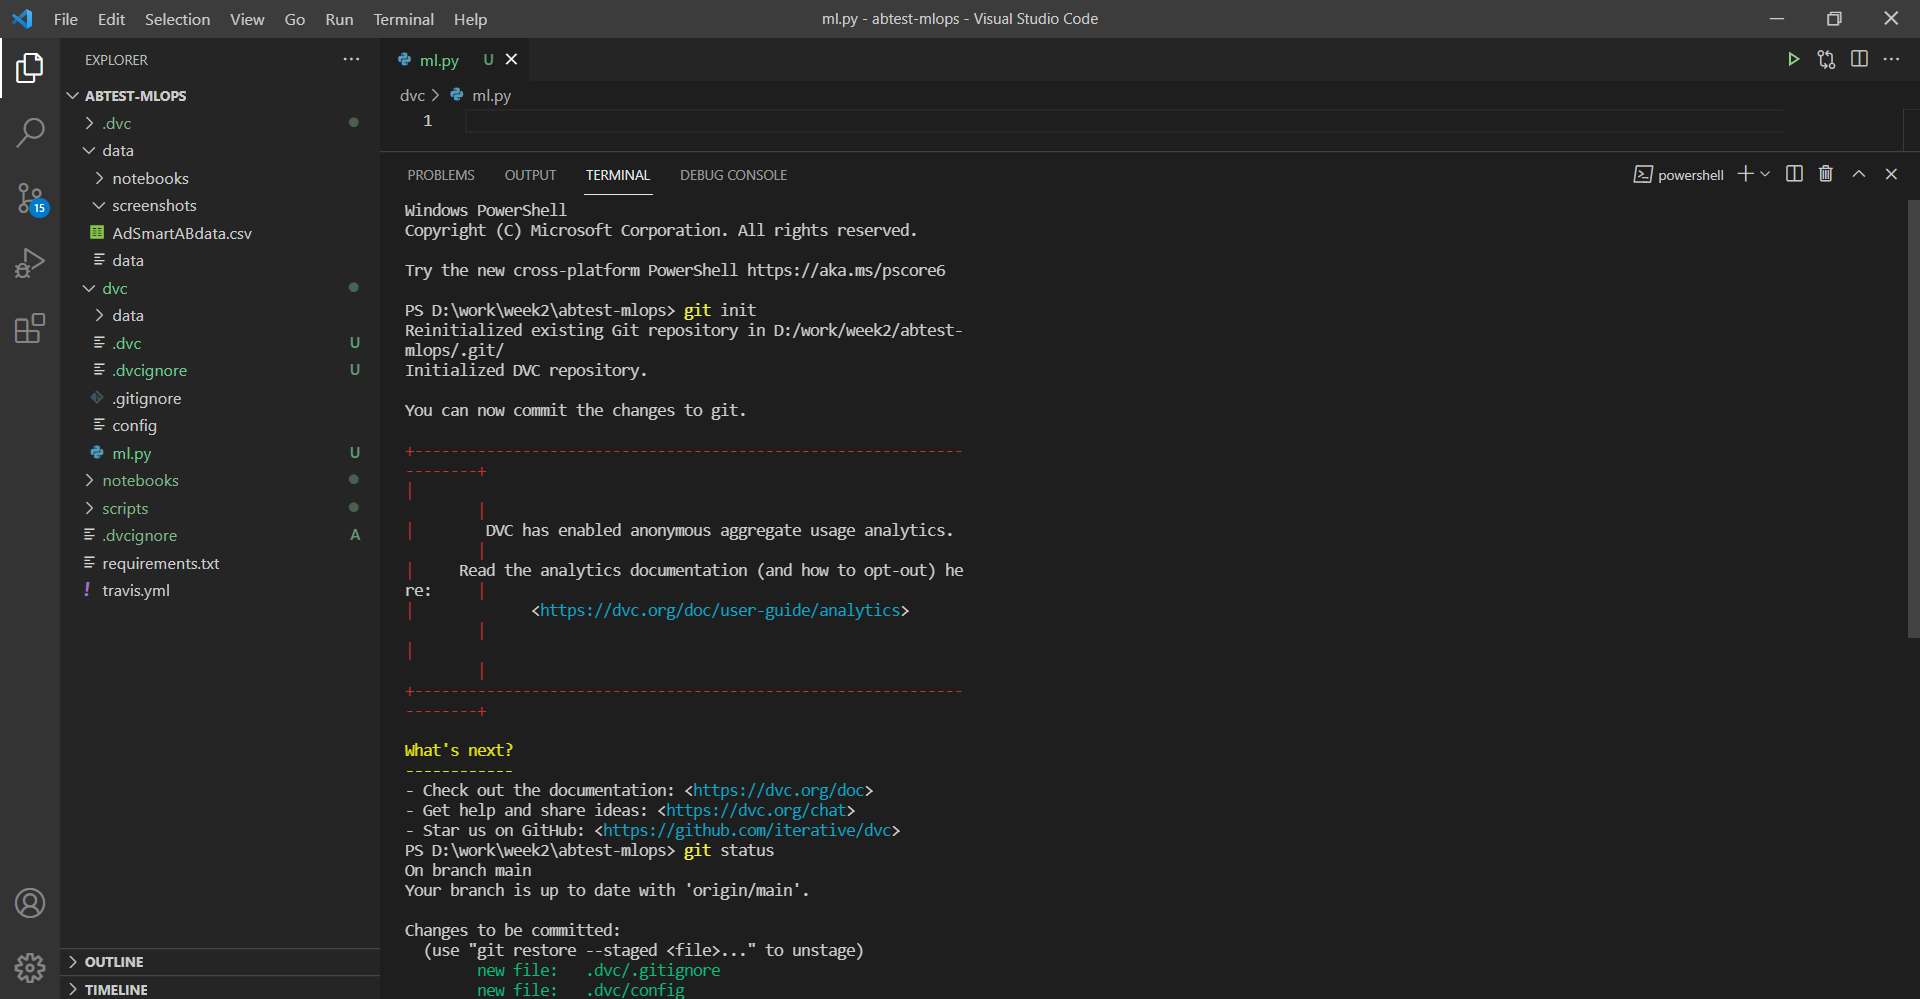 File Edit Selection View Go Run Terminal Help
ml.py - abtest-mlops - Visual Studio Code
EXPLORER
ABTEST-MLOPS
.dvc
data
notebooks
screenshots
AdSmartABdata.csv
data
dvc
data
.dvc U
.dvcignore U
.gitignore
config
ml.py U
notebooks
scripts
.dvcignore A
requirements.txt
travis.yml
OUTLINE
TIMELINE
15
ml.py U
dvc > ml.py
1
PROBLEMS OUTPUT TERMINAL DEBUG CONSOLE
powershell
Windows PowerShell
Copyright (C) Microsoft Corporation. All rights reserved.
Try the new cross-platform PowerShell https://aka.ms/pscore6
PS D:\work\week2\abtest-mlops> git init
Reinitialized existing Git repository in D:/work/week2/abtest-
mlops/.git/
Initialized DVC repository.
You can now commit the changes to git.
+-------------------------------------------------------------
--------+
|
|
| DVC has enabled anonymous aggregate usage analytics.
|
| Read the analytics documentation (and how to opt-out) he
re: |
| <https://dvc.org/doc/user-guide/analytics>
|
|
|
+-------------------------------------------------------------
--------+
What's next?
------------
- Check out the documentation: <https://dvc.org/doc>
- Get help and share ideas: <https://dvc.org/chat>
- Star us on GitHub: <https://github.com/iterative/dvc>
PS D:\work\week2\abtest-mlops> git status
On branch main
Your branch is up to date with 'origin/main'.
Changes to be committed:
(use "git restore --staged <file>..." to unstage)
new file: .dvc/.gitignore
new file: .dvc/config